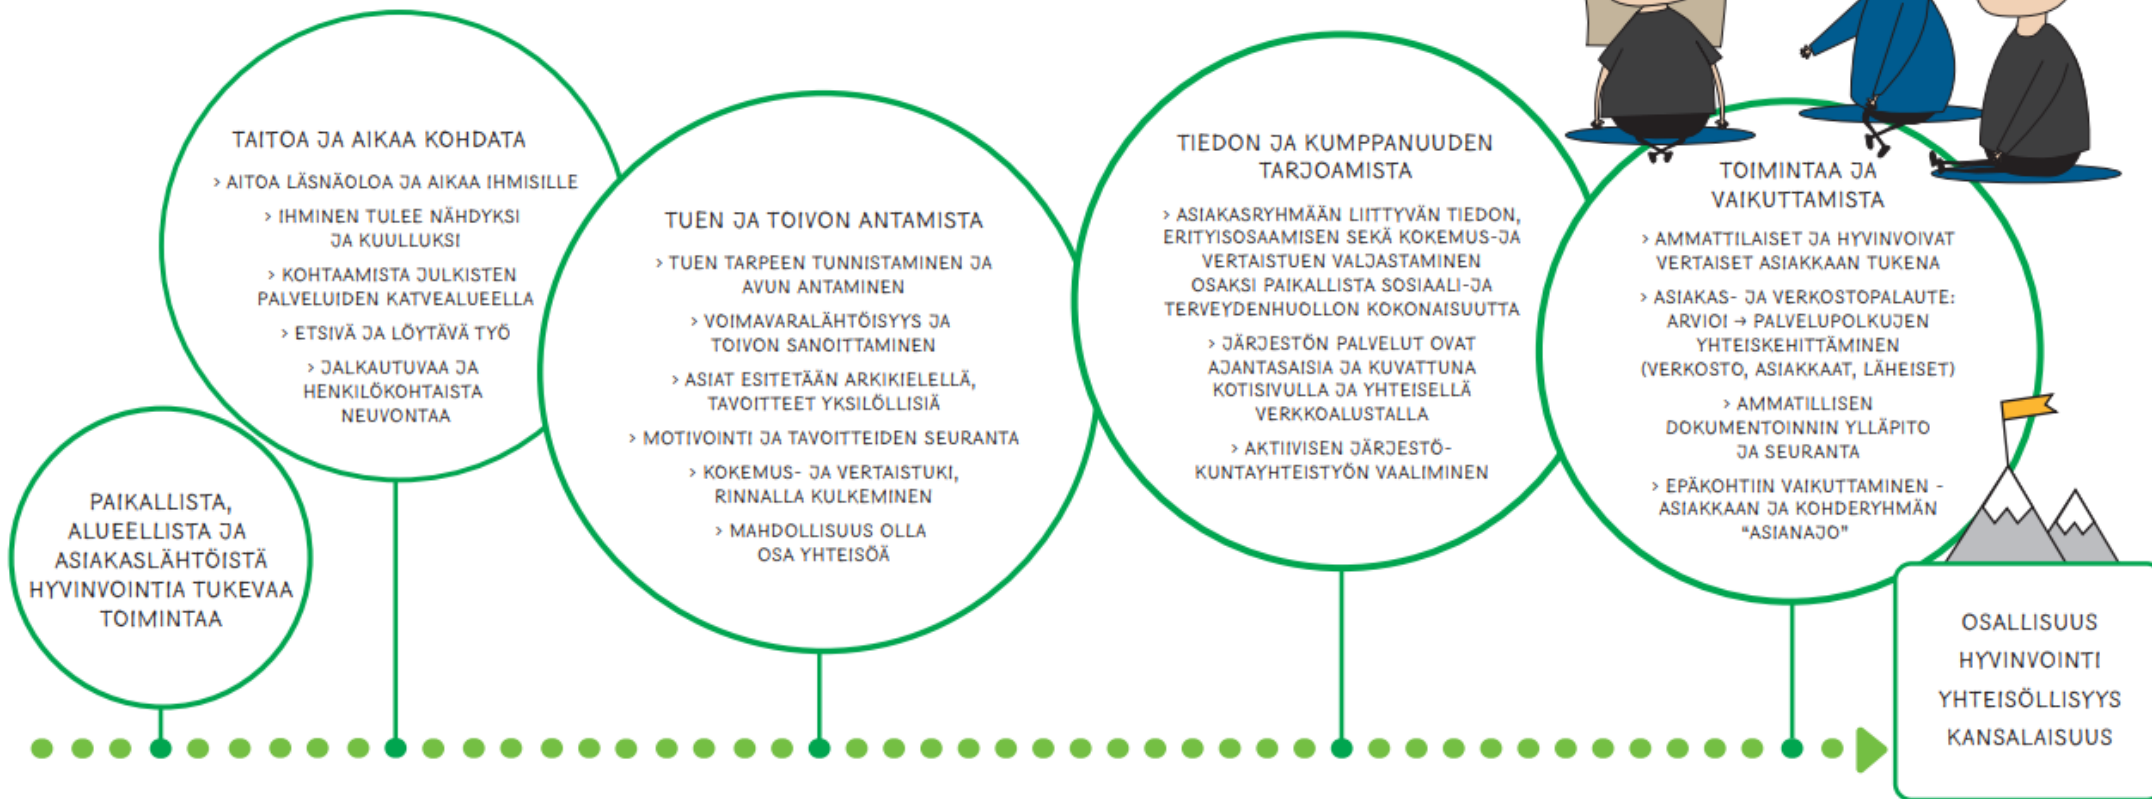 PAIKALLISTA,
ALUEELLISTA JA
ASIAKASLÄHTÖISTÄ
HYVINVOINTIA TUKEVAA
TOIMINTAA
TAITOA JA AIKAA KOHDATA
> AITOA LÄSNÄOLOA JA AIKAA IHMISILLE
> IHMINEN TULEE NÄHDYKSI
JA KUULLUKSI
> KOHTAAMISTA JULKISTEN
PALVELUIDEN KATVEALUEELLA
> ETSIVÄ JA LÖYTÄVÄ TYÖ
> JALKAUTUVAA JA
HENKILÖKOHTAISTA
NEUVONTAA
TUEN JA TOIVON ANTAMISTA
> TUEN TARPEEN TUNNISTAMINEN JA
AVUN ANTAMINEN
> VOIMAVARALÄHTÖISYYS JA
TOIVON SANOITTAMINEN
> ASIAT ESITETÄÄN ARKIKIELELLÄ,
TAVOITTEET YKSILÖLLISIÄ
> MOTIVOINTI JA TAVOITTEIDEN SEURANTA
> KOKEMUS- JA VERTAISTUKI,
RINNALLA KULKEMINEN
> MAHDOLLISUUS OLLA
OSA YHTEISÖÄ
TIEDON JA KUMPPANUUDEN
TARJOAMISTA
> ASIAKASRYHMÄÄN LIITTYVÄN TIEDON,
ERITYISOSAAMISEN SEKÄ KOKEMUS-JA
VERTAISTUEN VALJASTAMINEN
OSAKSI PAIKALLISTA SOSIAALI-JA
TERVEYDENHUOLLON KOKONAISUUTTA
> JÄRJESTÖN PALVELUT OVAT
AJANTASAISIA JA KUVATTUNA
KOTISIVULLA JA YHTEISELLÄ
VERKKOALUSTALLA
> AKTIIVISEN JÄRJESTÖ-
KUNTAYHTEISTYÖN VAALIMINEN
TOIMINTAA JA
VAIKUTTAMISTA
> AMMATTILAISET JA HYVINVOIVAT
VERTAISET ASIAKKAAN TUKENA
> ASIAKAS- JA VERKOSTOPALAUTE:
ARVIOI → PALVELUPOLKUJEN
YHTEISKEHITTÄMINEN
(VERKOSTO, ASIAKKAAT, LÄHEISET)
> AMMATILLISEN
DOKUMENTOINNIN YLLÄPITO
JA SEURANTA
> EPÄKOHTIIN VAIKUTTAMINEN -
ASIAKKAAN JA KOHDERYHMÄN
“ASIANAJO”
OSALLISUUS
HYVINVOINTI
YHTEISÖLLISYYS
KANSALAISUUS